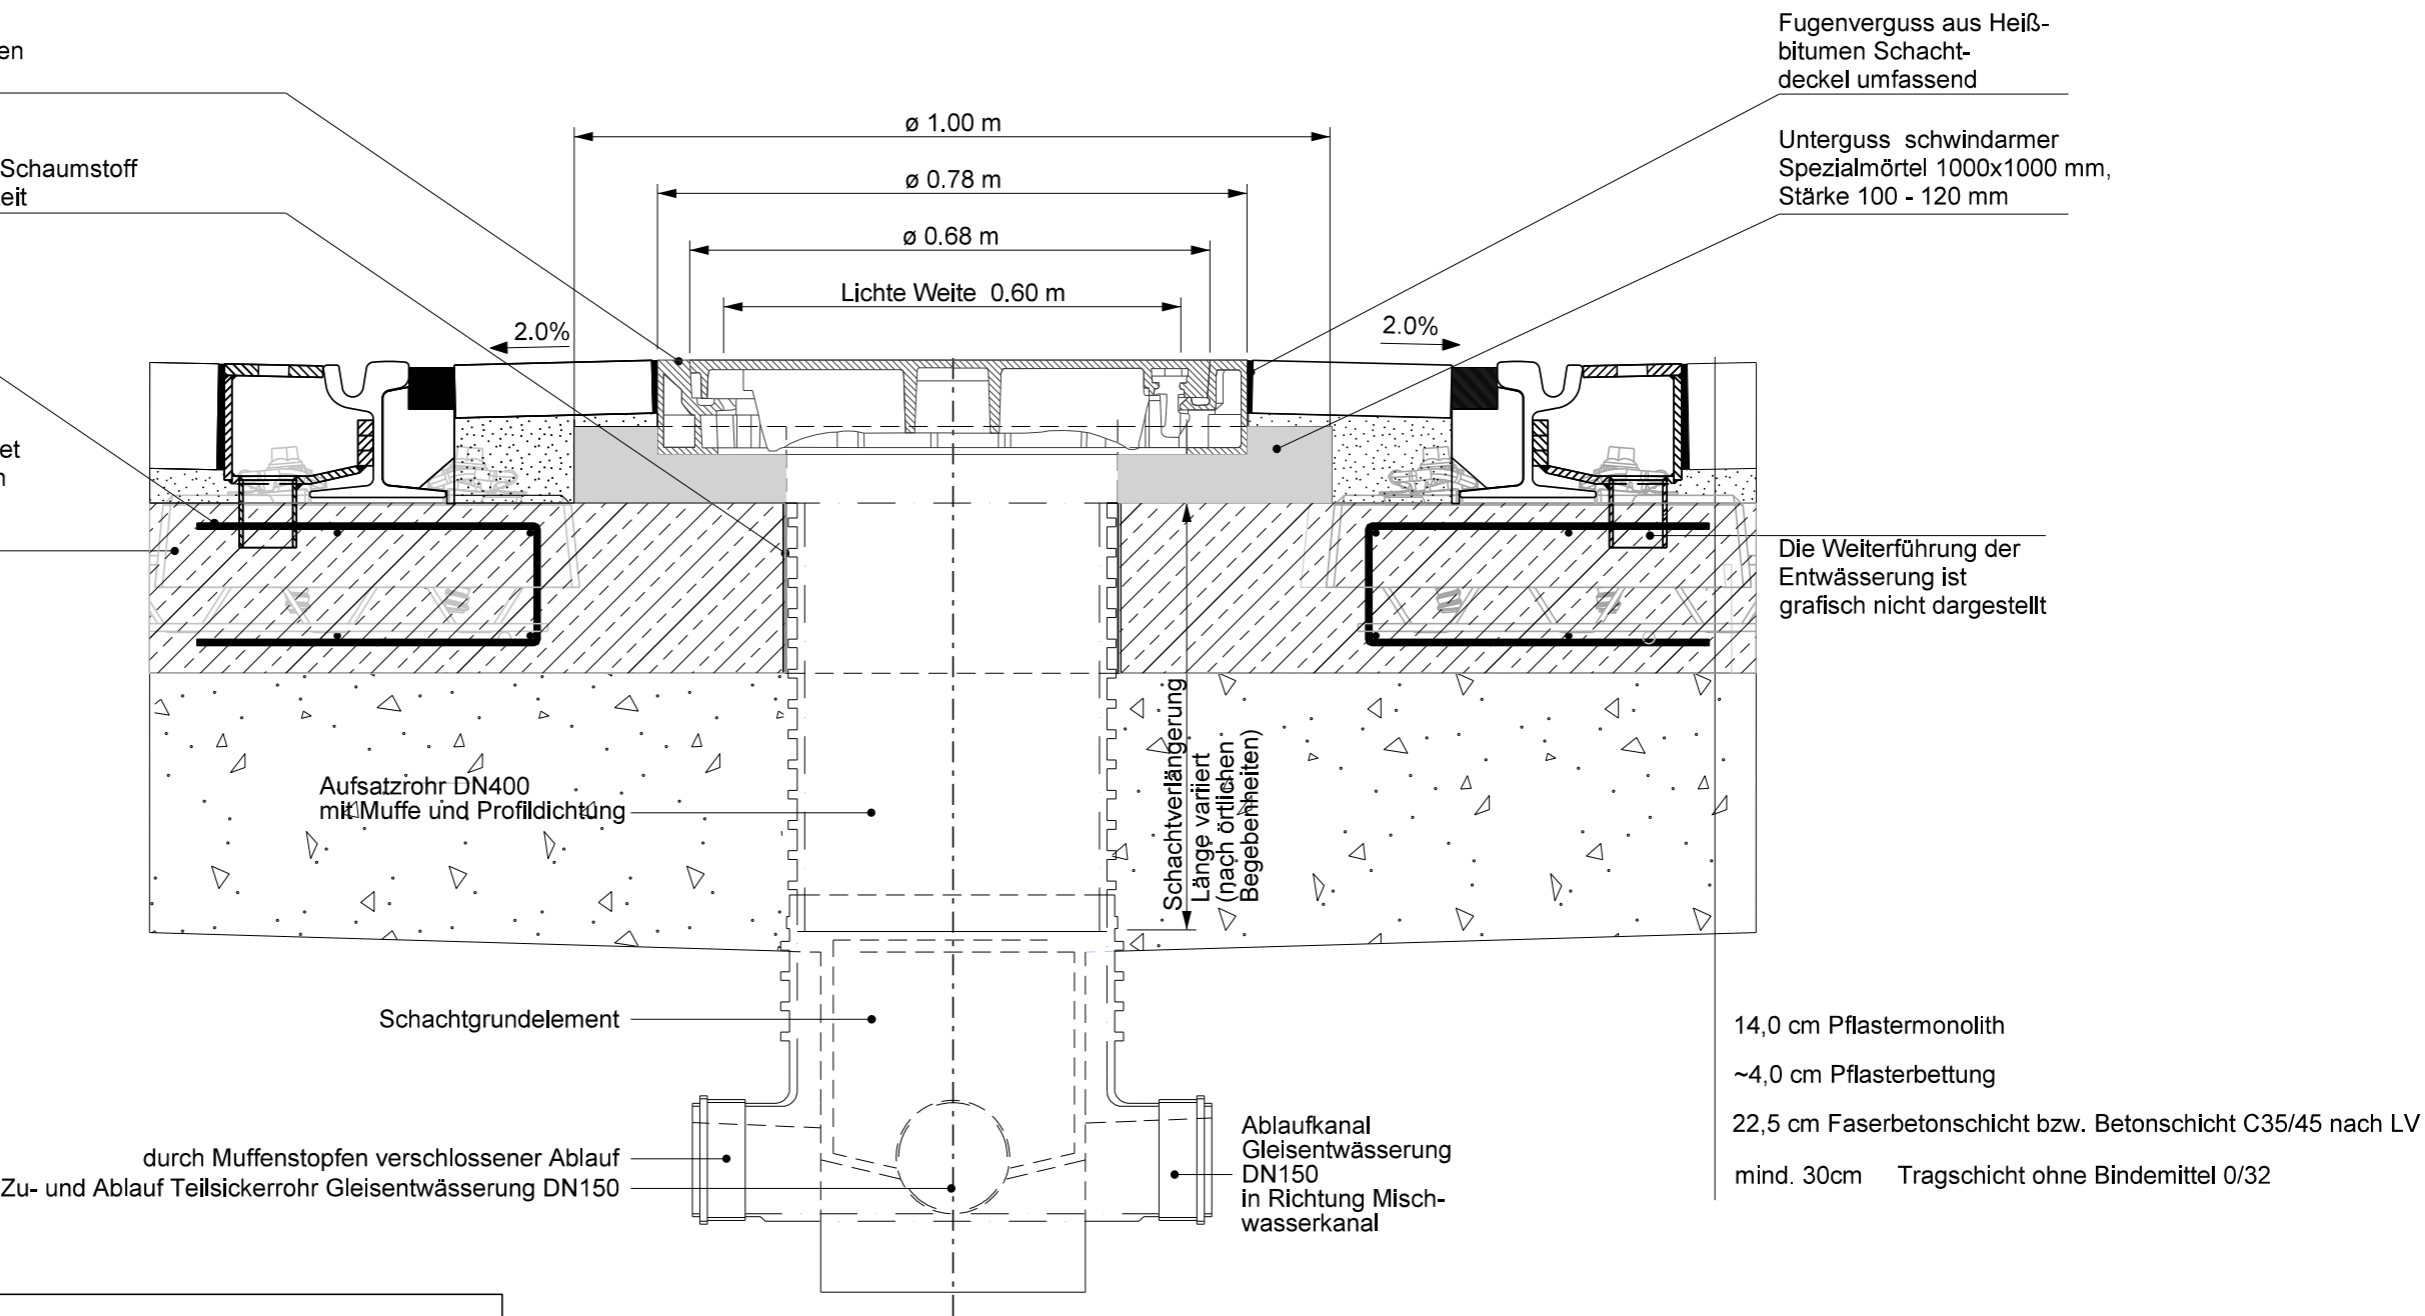 en
Schaumstoff
keit
et
n
Fugenverguss aus Heiß-
bitumen Schacht-
deckel umfassend
Unterguss schwindarmer
Spezialmörtel 1000x1000 mm,
Stärke 100 - 120 mm
ø 1.00 m
ø 0.78 m
ø 0.68 m
Lichte Weite 0.60 m
2.0%
2.0%
Die Weiterführung der
Entwässerung ist
grafisch nicht dargestellt
Aufsatzrohr DN400
mit Muffe und Profildichtung
Schachtverlängerung
Länge variiert
(nach örtlichen
Begebenheiten)
Schachtgrundelement
durch Muffenstopfen verschlossener Ablauf
Zu- und Ablauf Teilsickerrohr Gleisentwässerung DN150
Ablaufkanal
Gleisentwässerung
DN150
in Richtung Misch-
wasserkanal
14,0 cm Pflastermonolith
~4,0 cm Pflasterbettung
22,5 cm Faserbetonschicht bzw. Betonschicht C35/45 nach LV
mind. 30cm Tragschicht ohne Bindemittel 0/32